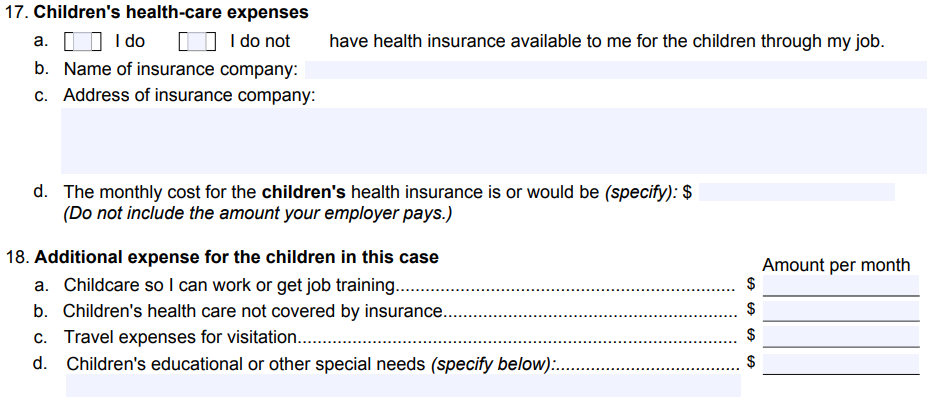 17. Children's health-care expenses
a. I do I do not have health insurance available to me for the children through my job.
b. Name of insurance company:
c. Address of insurance company:
d. The monthly cost for the children's health insurance is or would be (specify): $
(Do not include the amount your employer pays.)
18. Additional expense for the children in this case
Amount per month
a. Childcare so I can work or get job training.................................................................... $
b. Children's health care not covered by insurance........................................................... $
c. Travel expenses for visitation......................................................................................... $
d. Children's educational or other special needs (specify below):...................................... $